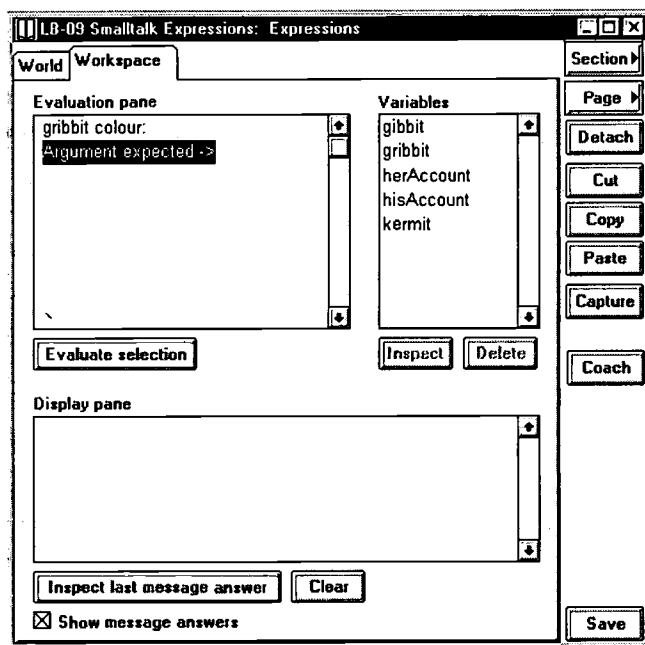 LB-09 Smalltalk Expressions: Expressions
World
Workspace
Section
Page
Detach
Cut
Copy
Paste
Capture
Coach
Save
Evaluation pane
gribbit colour:
Argument expected ->
Evaluate selection
Variables
gibbit
gribbit
herAccount
hisAccount
kermit
Inspect
Delete
Display pane
Inspect last message answer
Clear
Show message answers